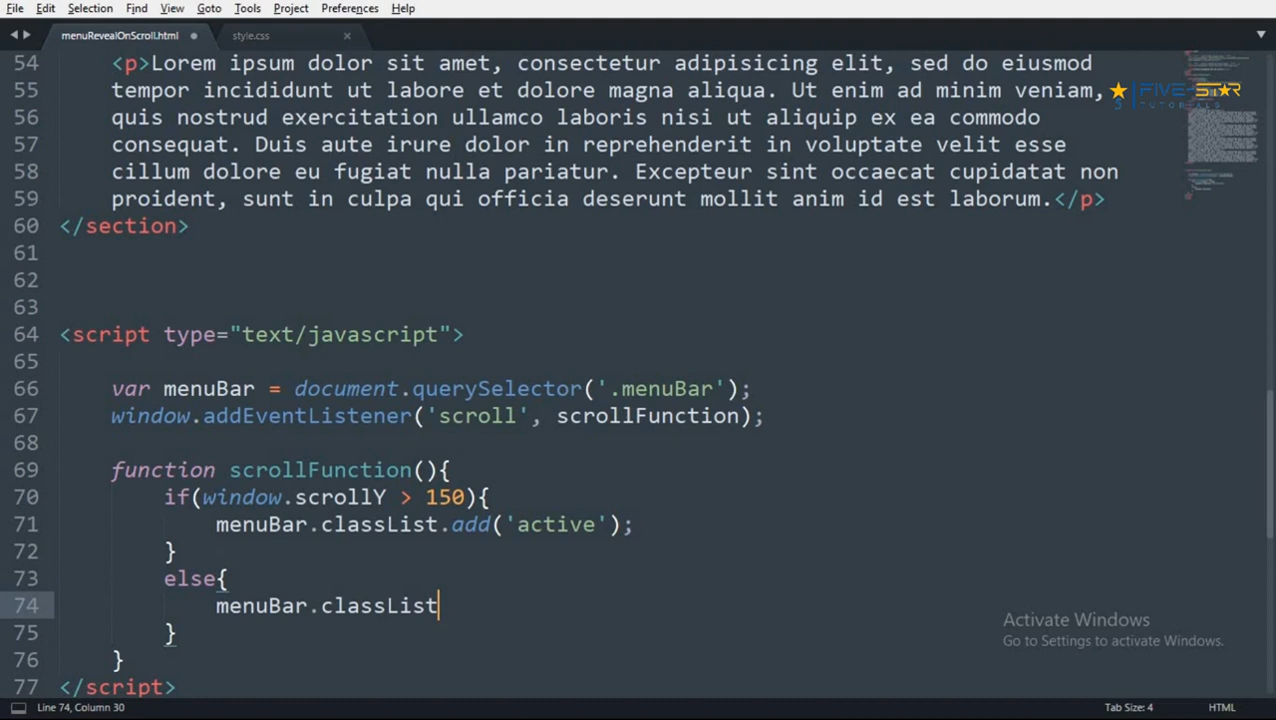 File Edit Selection Find View Goto Tools Project Preferences Help
menuRevealOnScroll.html style.css
54 <p>Lorem ipsum dolor sit amet, consectetur adipisicing elit, sed do eiusmod
55 tempor incididunt ut labore et dolore magna aliqua. Ut enim ad minim veniam,
56 quis nostrud exercitation ullamco laboris nisi ut aliquip ex ea commodo
57 consequat. Duis aute irure dolor in reprehenderit in voluptate velit esse
58 cillum dolore eu fugiat nulla pariatur. Excepteur sint occaecat cupidatat non
59 proident, sunt in culpa qui officia deserunt mollit anim id est laborum.</p>
60 </section>
61
62
63
64 <script type="text/javascript">
65
66 var menuBar = document.querySelector('.menuBar');
67 window.addEventListener('scroll', scrollFunction);
68
69 function scrollFunction(){
70 if(window.scrollY > 150){
71 menuBar.classList.add('active');
72 }
73 else{
74 menuBar.classList
75 }
76 }
77 </script>
FIVE STAR
TUTORIALS
Activate Windows
Go to Settings to activate Windows.
Line 74, Column 30 Tab Size: 4 HTML